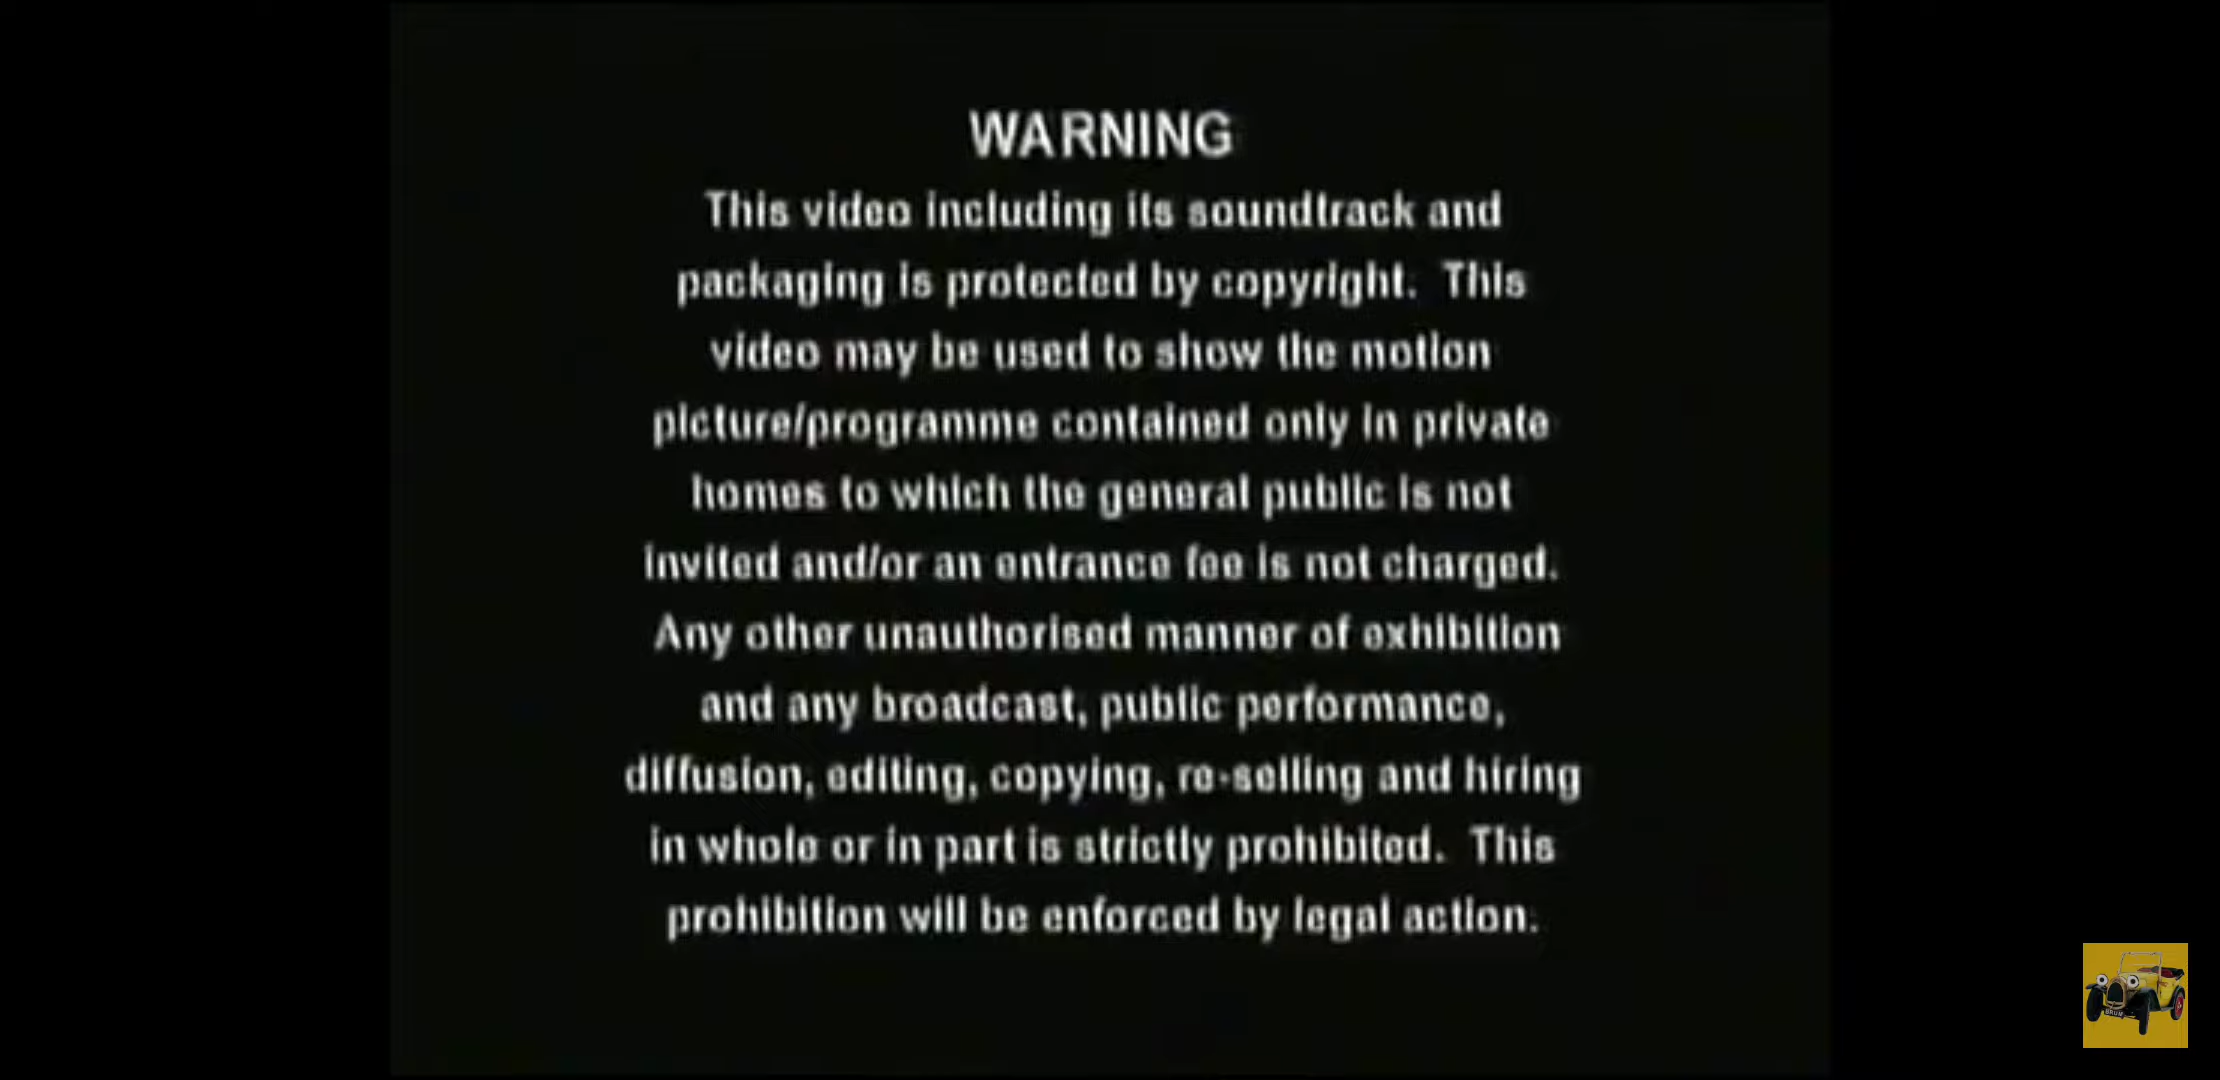 WARNING
This video including its soundtrack and
packaging is protected by copyright.  This
video may be used to show the motion
picture/programme contained only in private
homes to which the general public is not
invited and/or an entrance fee is not charged.
Any other unauthorised manner of exhibition
and any broadcast, public performance,
diffusion, editing, copying, re-selling and hiring
in whole or in part is strictly prohibited.  This
prohibition will be enforced by legal action.
BRUM